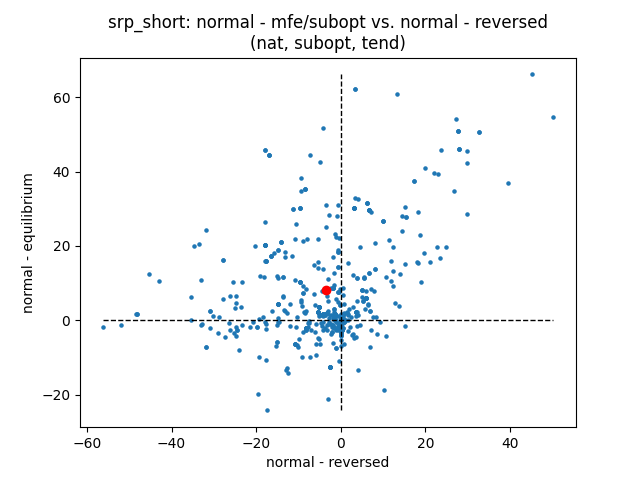 srp_short: normal - mfe/subopt vs. normal - reversed
(nat, subopt, tend)
normal - equilibrium
60
40
20
0
−20
−60
−40
−20
0
20
40
normal - reversed